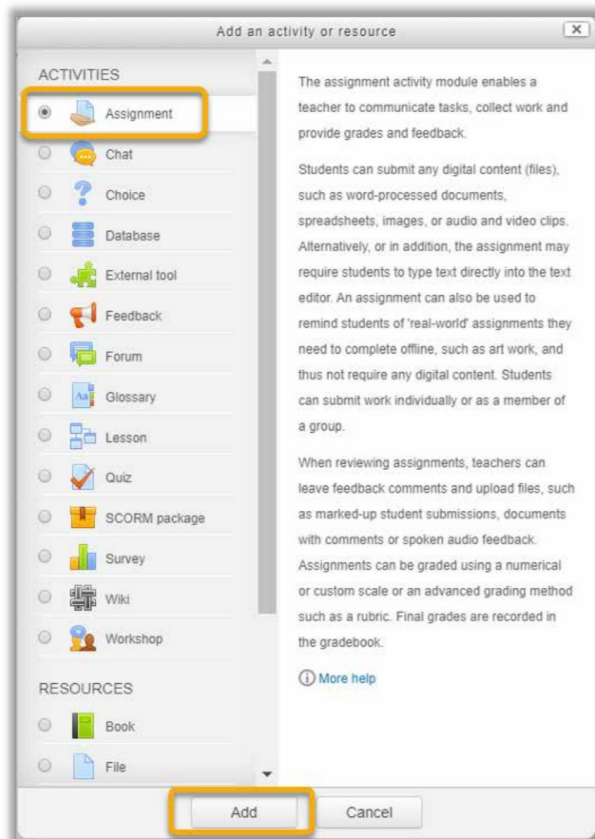 Add an activity or resource
ACTIVITIES
Assignment
Chat
Choice
Database
External tool
Feedback
Forum
Glossary
Lesson
Quiz
SCORM package
Survey
Wiki
Workshop
RESOURCES
Book
File
The assignment activity module enables a
teacher to communicate tasks, collect work and
provide grades and feedback.
Students can submit any digital content (files),
such as word-processed documents,
spreadsheets, images, or audio and video clips.
Alternatively, or in addition, the assignment may
require students to type text directly into the text
editor. An assignment can also be used to
remind students of 'real-world' assignments they
need to complete offline, such as art work, and
thus not require any digital content. Students
can submit work individually or as a member of
a group.
When reviewing assignments, teachers can
leave feedback comments and upload files, such
as marked-up student submissions, documents
with comments or spoken audio feedback.
Assignments can be graded using a numerical
or custom scale or an advanced grading method
such as a rubric. Final grades are recorded in
the gradebook.
More help
Add
Cancel